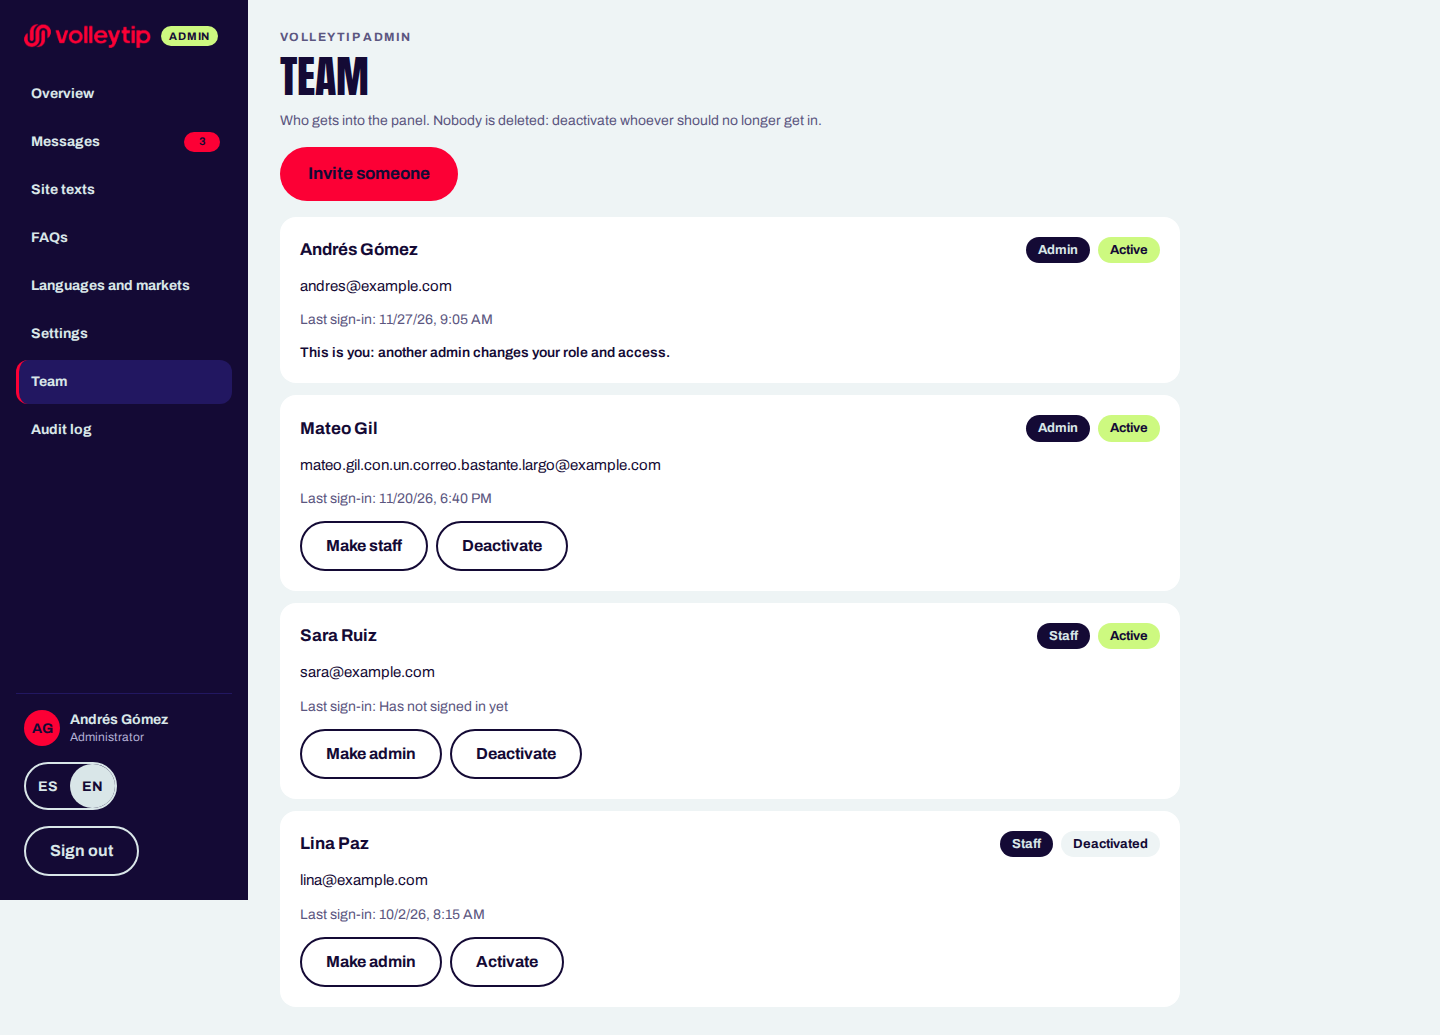 volleytip ADMIN
Overview
Messages 3
Site texts
FAQs
Languages and markets
Settings
Team
Audit log
AG Andrés Gómez
Administrator
ES EN
Sign out
VOLLEYTIP ADMIN
TEAM
Who gets into the panel. Nobody is deleted: deactivate whoever should no longer get in.
Invite someone
Andrés Gómez Admin Active
andres@example.com
Last sign-in: 11/27/26, 9:05 AM
This is you: another admin changes your role and access.
Mateo Gil Admin Active
mateo.gil.con.un.correo.bastante.largo@example.com
Last sign-in: 11/20/26, 6:40 PM
Make staff Deactivate
Sara Ruiz Staff Active
sara@example.com
Last sign-in: Has not signed in yet
Make admin Deactivate
Lina Paz Staff Deactivated
lina@example.com
Last sign-in: 10/2/26, 8:15 AM
Make admin Activate